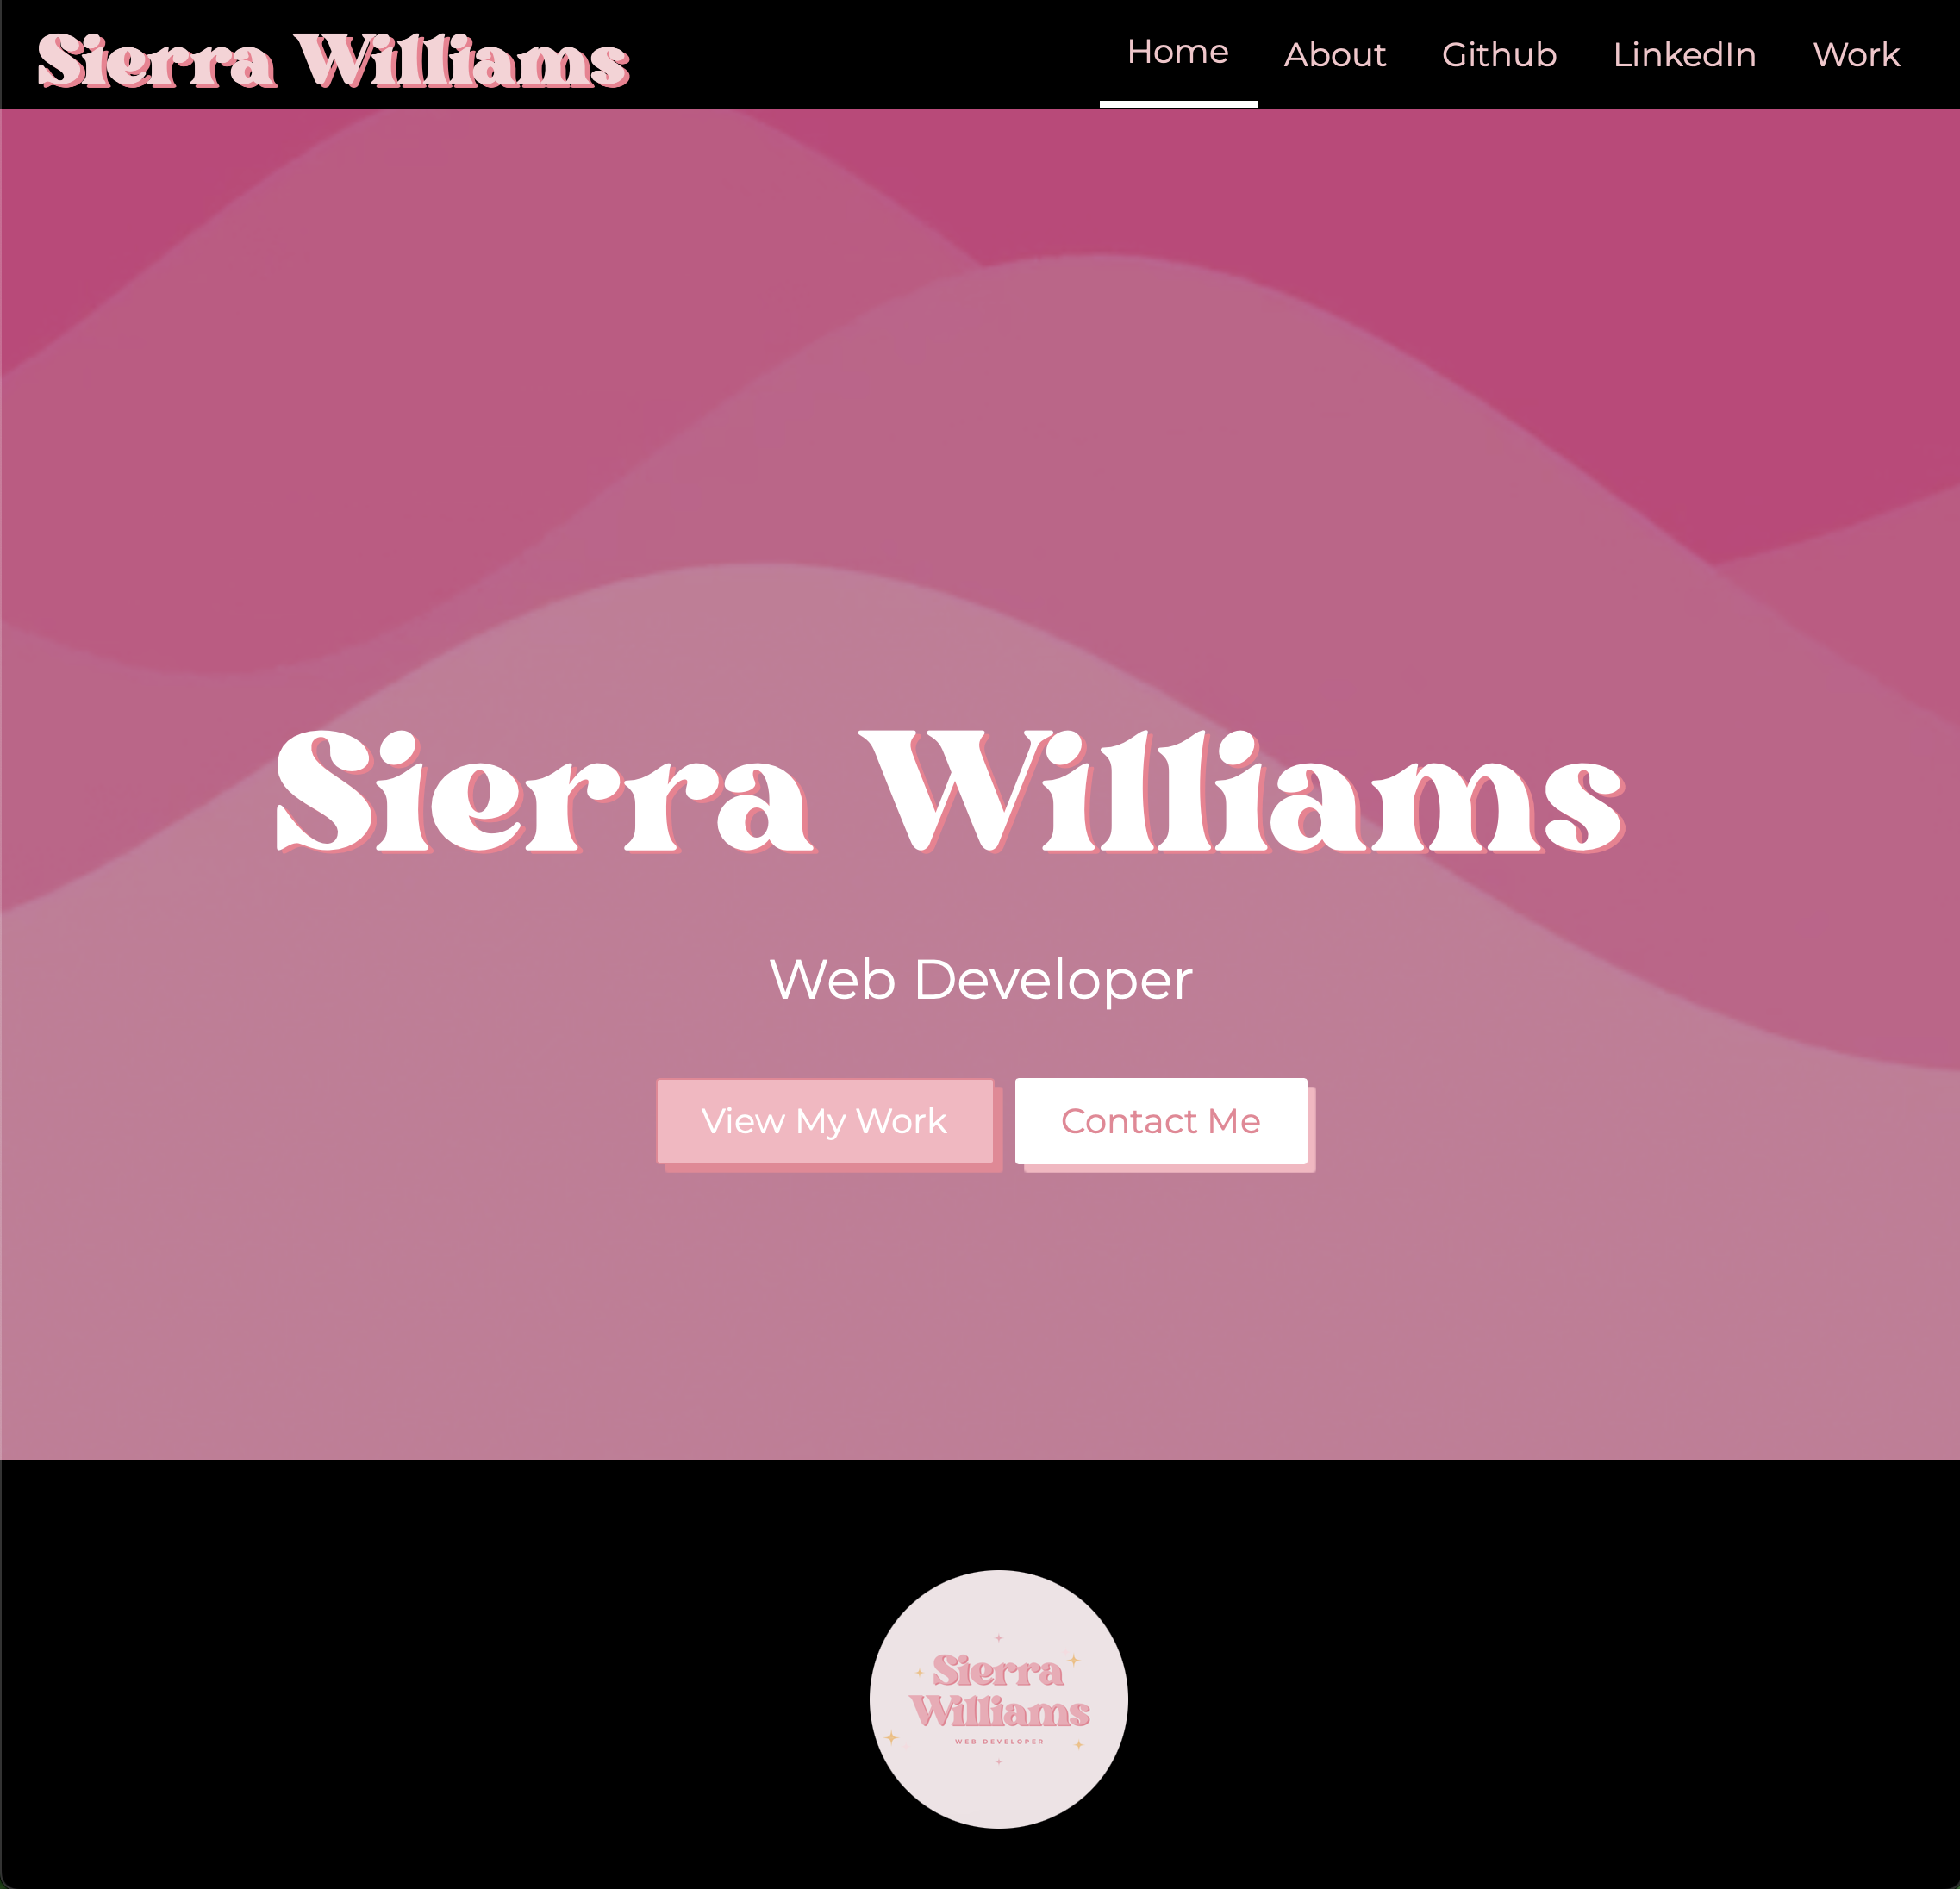 Sierra Williams
Home About Github LinkedIn Work
Sierra Williams
Web Developer
View My Work Contact Me
Sierra
Williams
WEB DEVELOPER